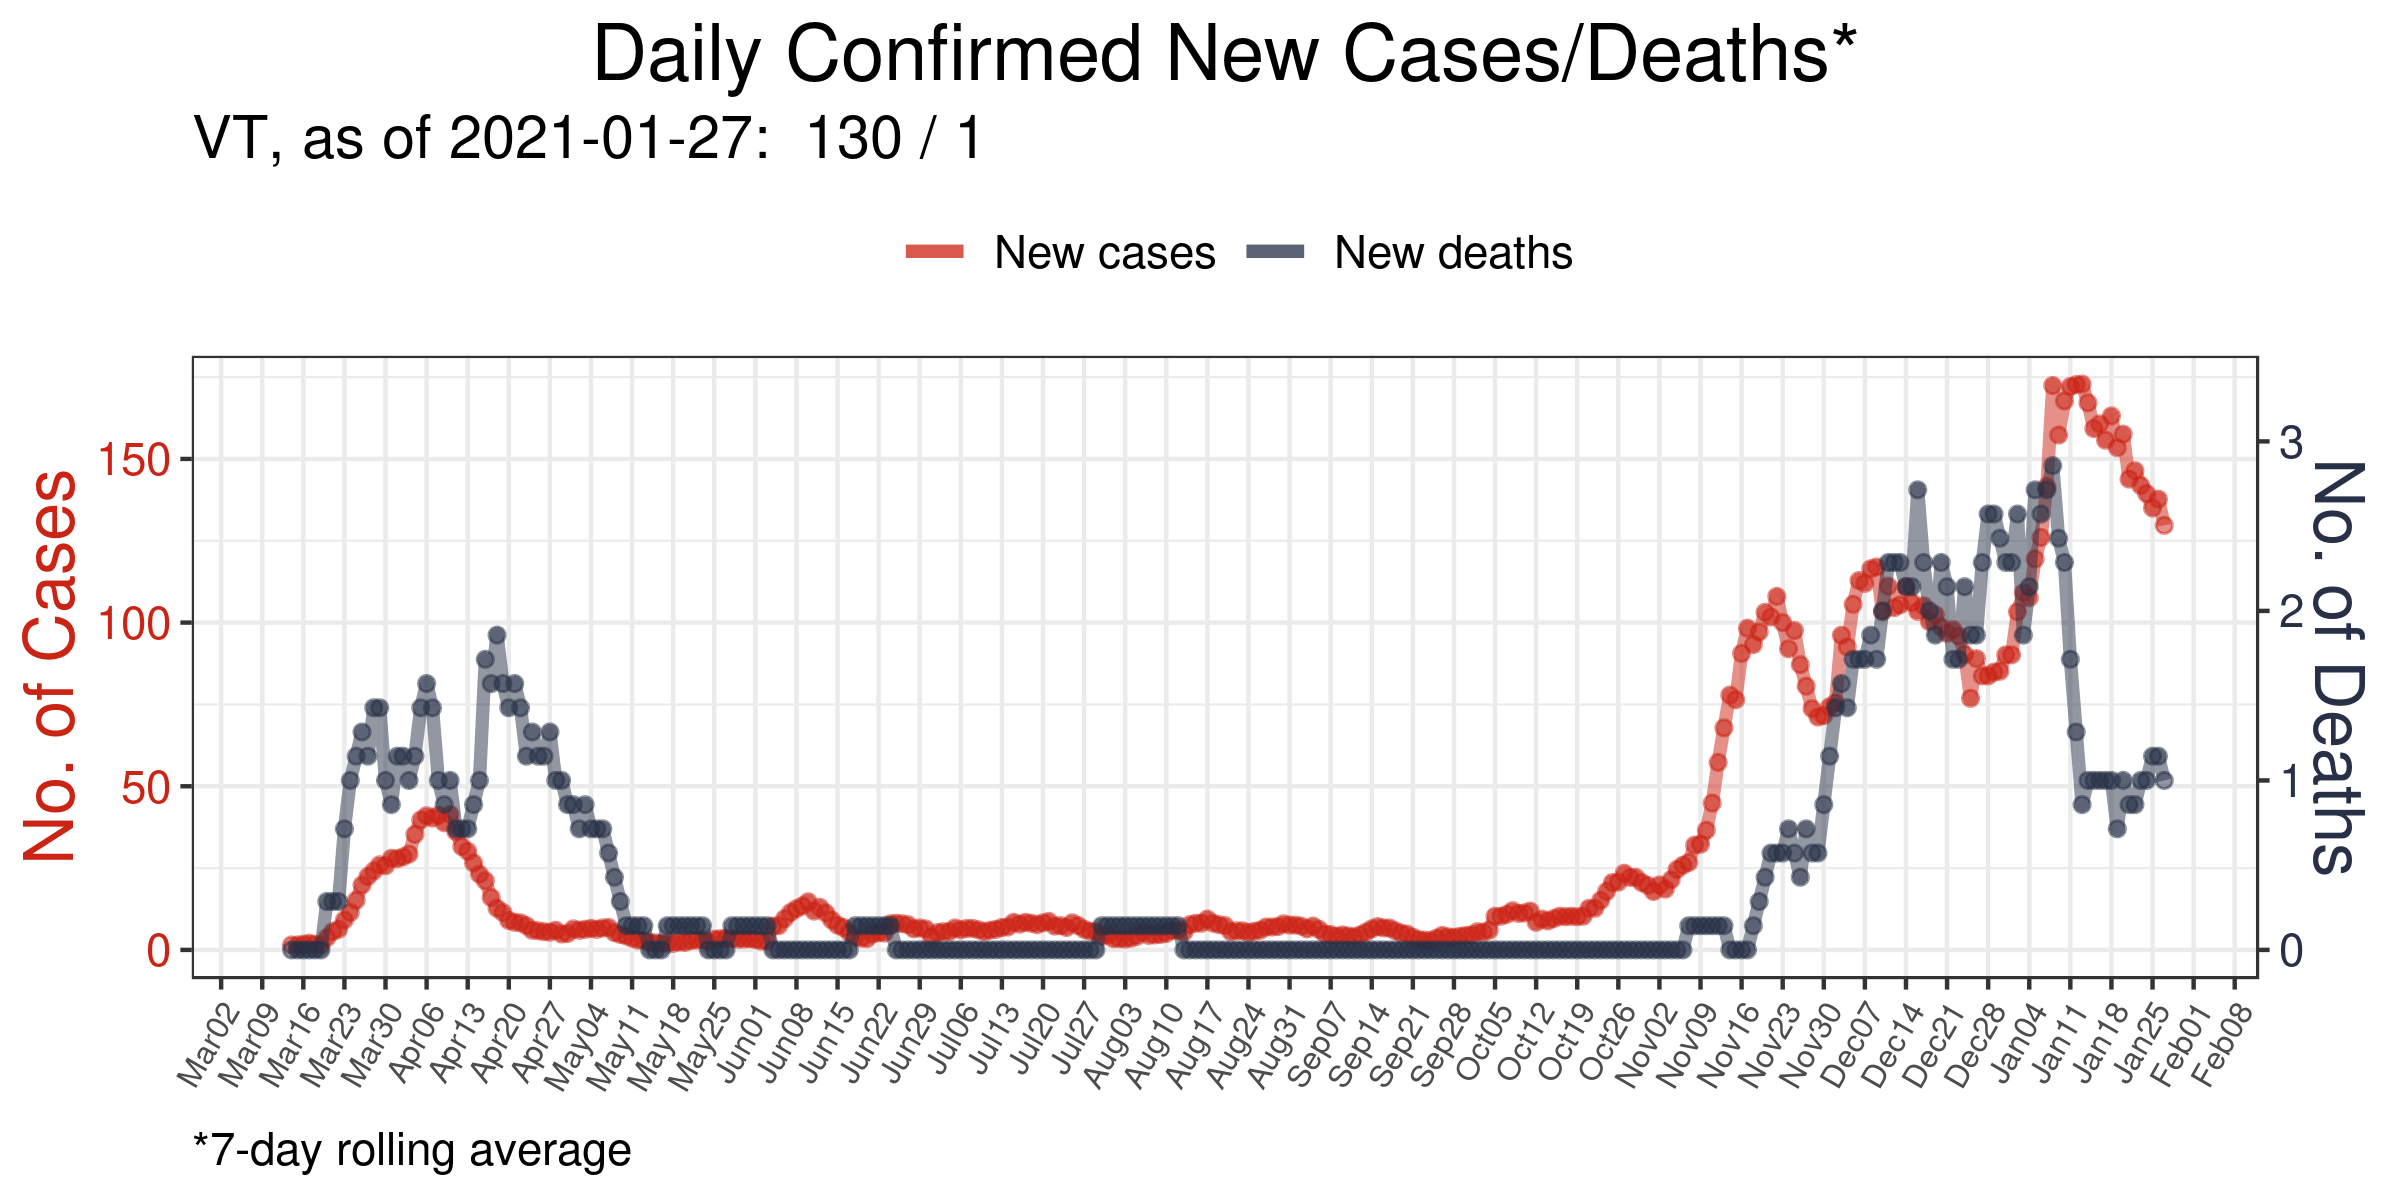 Daily Confirmed New Cases/Deaths*
VT, as of 2021-01-27:  130 / 1
New cases New deaths
No. of Cases
150
100
50
0
3
2
1
0
No. of Deaths
Mar02 Mar09 Mar16 Mar23 Mar30 Apr06 Apr13 Apr20 Apr27 May04 May11 May18 May25 Jun01 Jun08 Jun15 Jun22 Jun29 Jul06 Jul13 Jul20 Jul27 Aug03 Aug10 Aug17 Aug24 Aug31 Sep07 Sep14 Sep21 Sep28 Oct05 Oct12 Oct19 Oct26 Nov02 Nov09 Nov16 Nov23 Nov30 Dec07 Dec14 Dec21 Dec28 Jan04 Jan11 Jan18 Jan25 Feb01 Feb08
*7-day rolling average